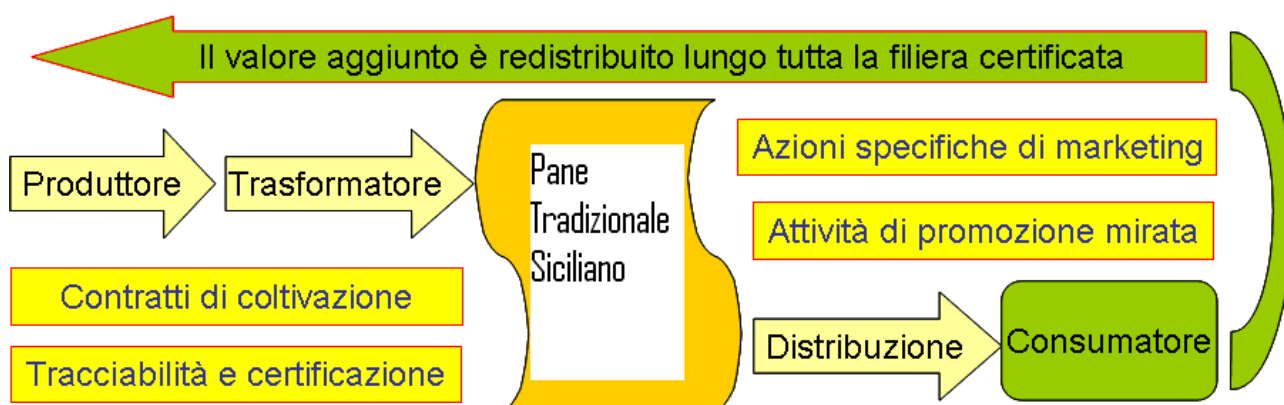 Il valore aggiunto è redistribuito lungo tutta la filiera certificata
Produttore
Trasformatore
Contratti di coltivazione
Tracciabilità e certificazione
Pane
Tradizionale
Siciliano
Azioni specifiche di marketing
Attività di promozione mirata
Distribuzione
Consumatore